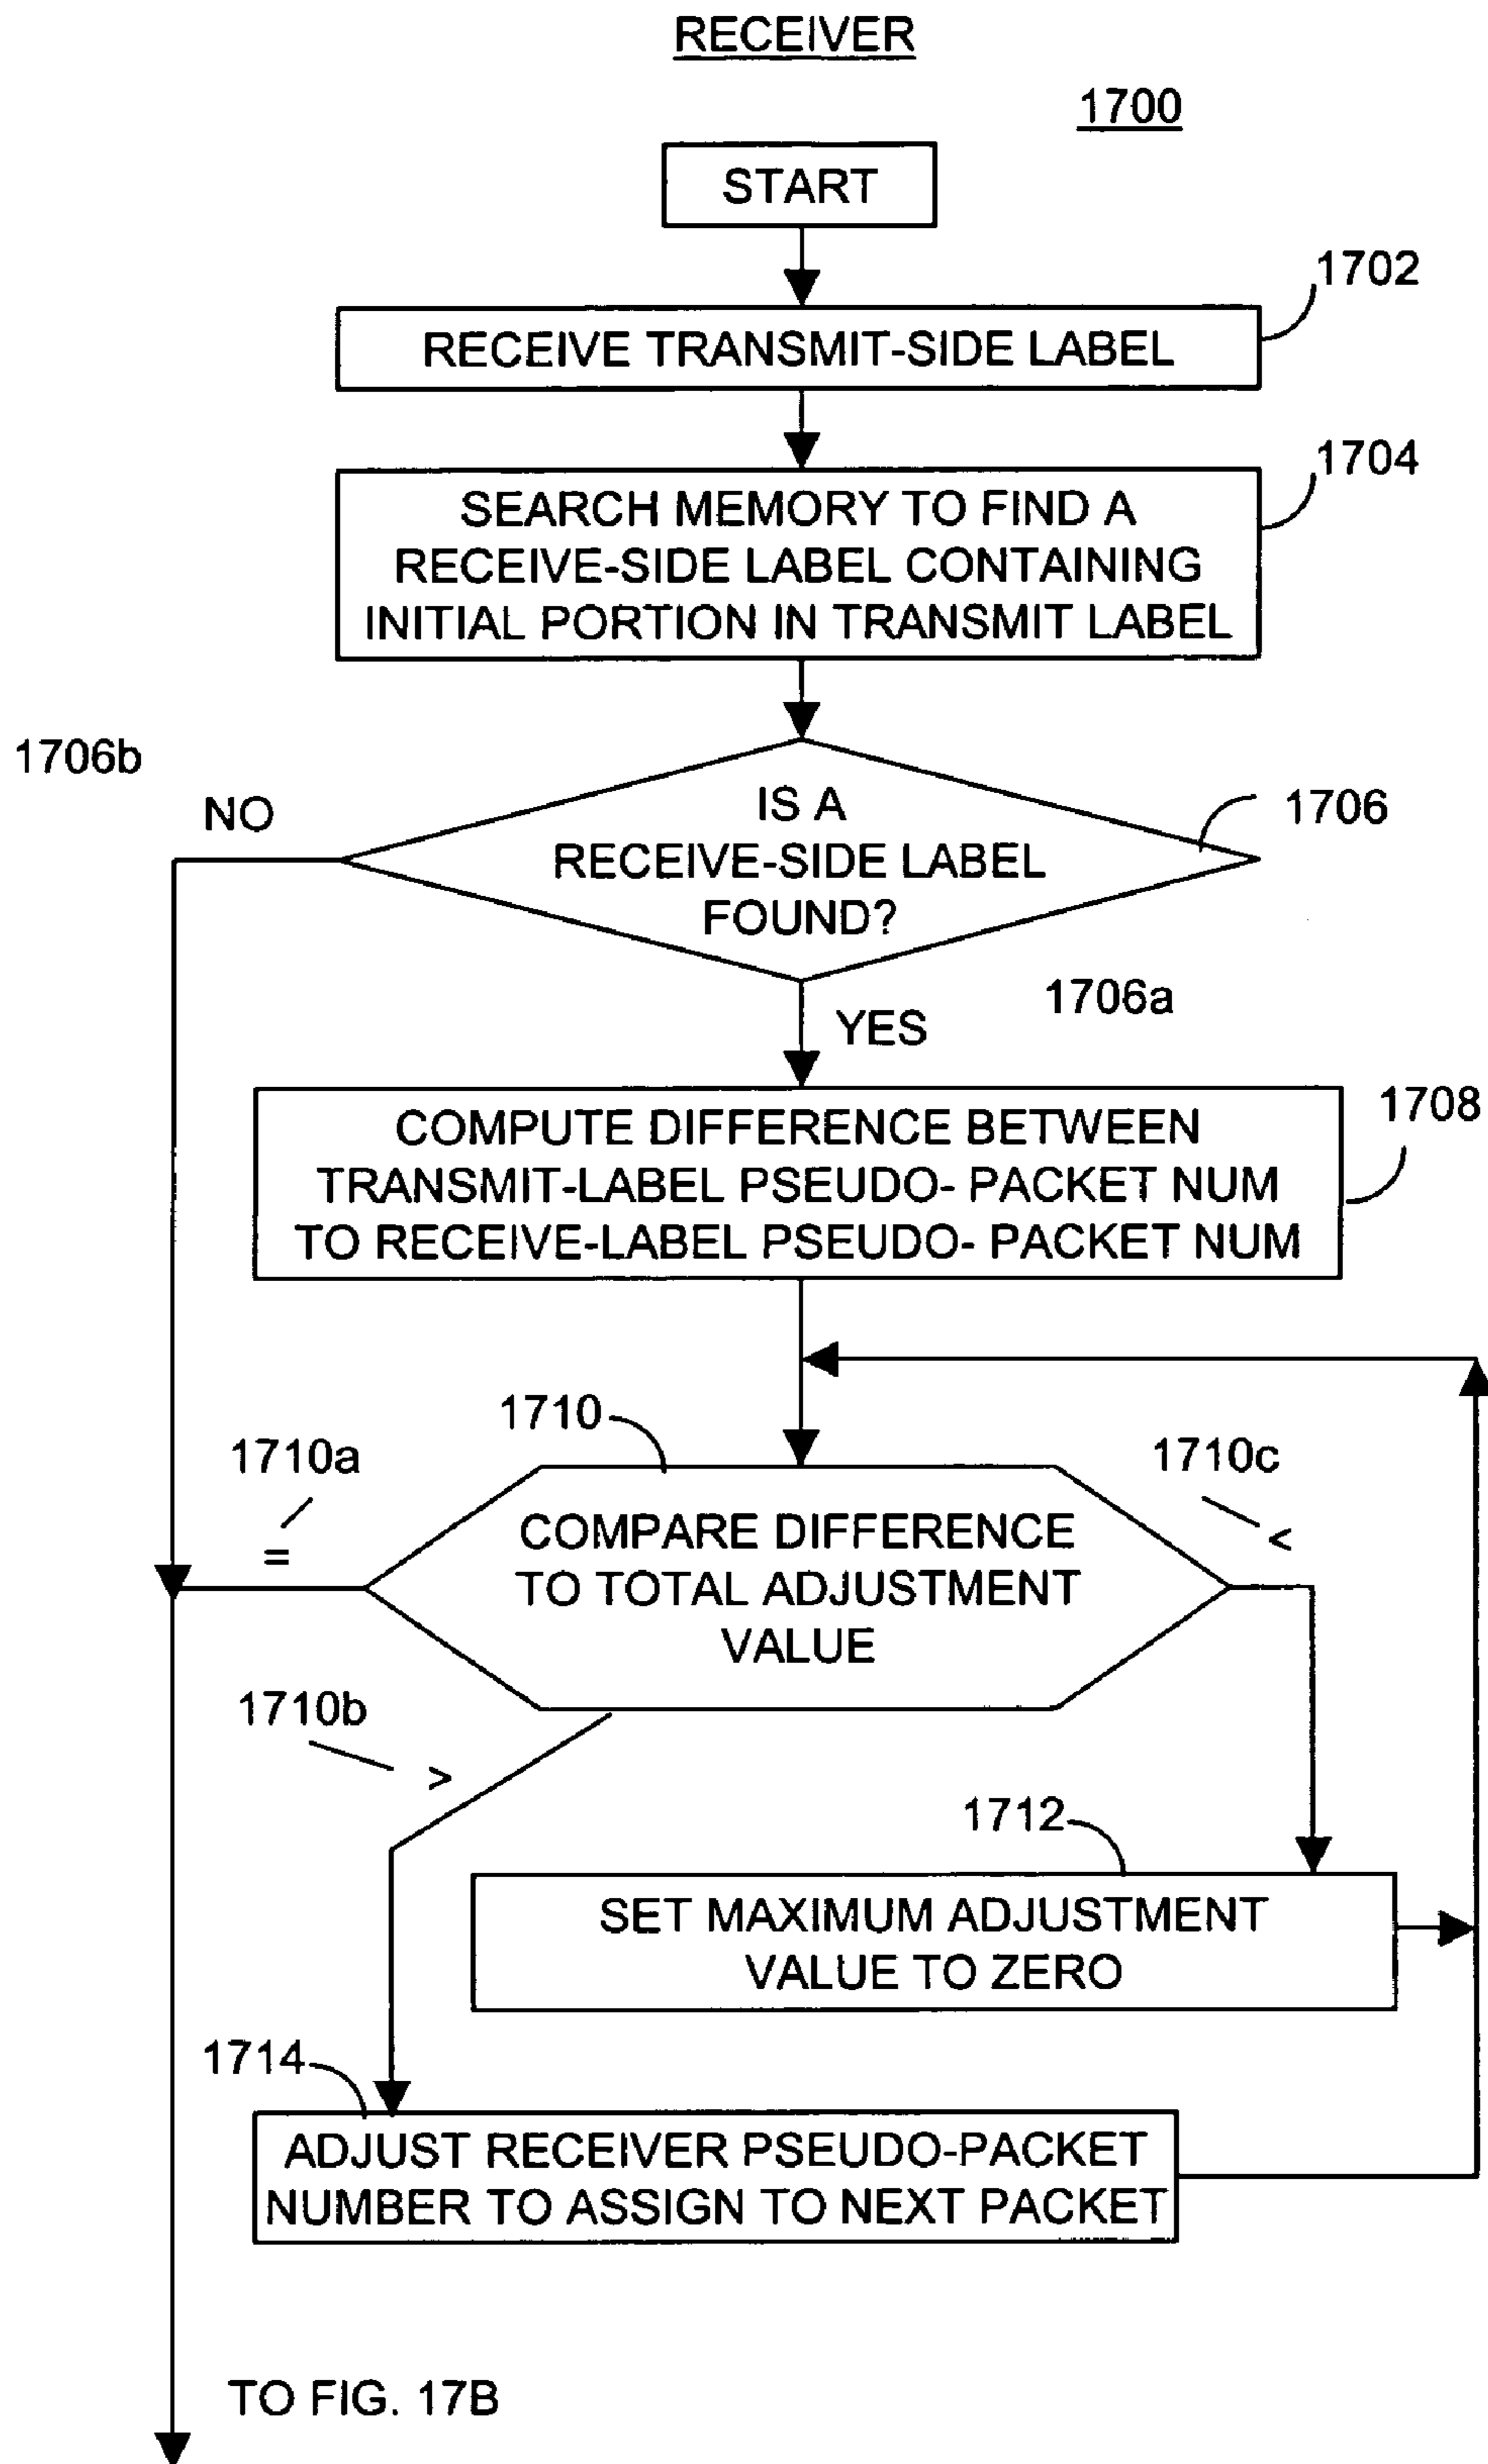 RECEIVER
1700
START
1702
RECEIVE TRANSMIT-SIDE LABEL
1704
SEARCH MEMORY TO FIND A
RECEIVE-SIDE LABEL CONTAINING
INITIAL PORTION IN TRANSMIT LABEL
1706b
NO
IS A
RECEIVE-SIDE LABEL
FOUND?
1706
1706a
YES
1708
COMPUTE DIFFERENCE BETWEEN
TRANSMIT-LABEL PSEUDO- PACKET NUM
TO RECEIVE-LABEL PSEUDO- PACKET NUM
1710
1710a
=
1710c
<
COMPARE DIFFERENCE
TO TOTAL ADJUSTMENT
VALUE
1710b
>
1712
SET MAXIMUM ADJUSTMENT
VALUE TO ZERO
1714
ADJUST RECEIVER PSEUDO-PACKET
NUMBER TO ASSIGN TO NEXT PACKET
TO FIG. 17B